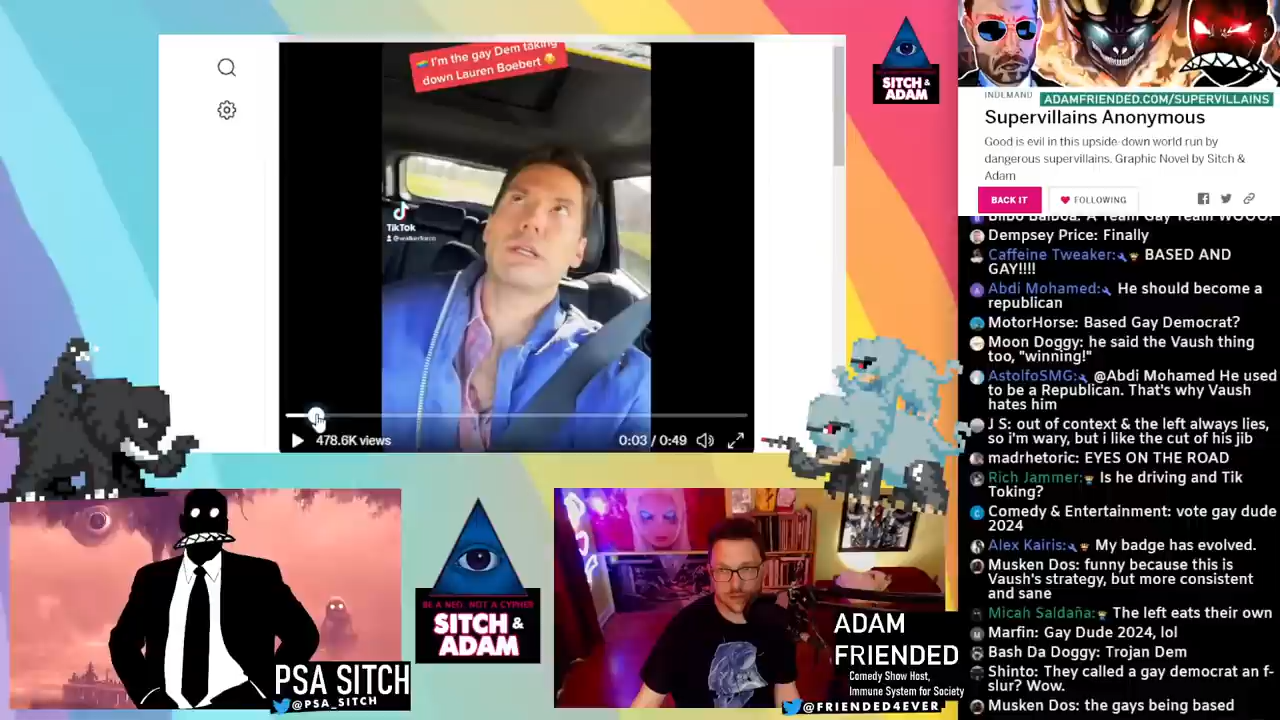 I'm the gay Dem taking
down Lauren Boebert
TikTok
@walkerforco
478.6K views
0:03 / 0:49
SITCH &
ADAM
INDEMAND
ADAMFRIENDED.COM/SUPERVILLAINS
Supervillains Anonymous
Good is evil in this upside-down world run by
dangerous supervillains. Graphic Novel by Sitch &
Adam
BACK IT
FOLLOWING
Bilbo Balboa: A Team Gay Team WOOO!
Dempsey Price: Finally
Caffeine Tweaker: BASED AND
GAY!!!!
Abdi Mohamed: He should become a
republican
MotorHorse: Based Gay Democrat?
Moon Doggy: he said the Vaush thing
too, "winning!"
AstolfoSMG: @Abdi Mohamed He used
to be a Republican. That's why Vaush
hates him
J S: out of context & the left always lies,
so i'm wary, but i like the cut of his jib
madrhetoric: EYES ON THE ROAD
Rich Jammer: Is he driving and Tik
Toking?
Comedy & Entertainment: vote gay dude
2024
Alex Kairis: My badge has evolved.
Musken Dos: funny because this is
Vaush's strategy, but more consistent
and sane
Micah Saldaña: The left eats their own
Marfin: Gay Dude 2024, lol
Bash Da Doggy: Trojan Dem
Shinto: They called a gay democrat an f-
slur? Wow.
Musken Dos: the gays being based
PSA SITCH
@PSA_SITCH
BE A NEO, NOT A CYPHER
SITCH &
ADAM
ADAM
FRIENDED
Comedy Show Host,
Immune System for Society
@FRIENDED4EVER